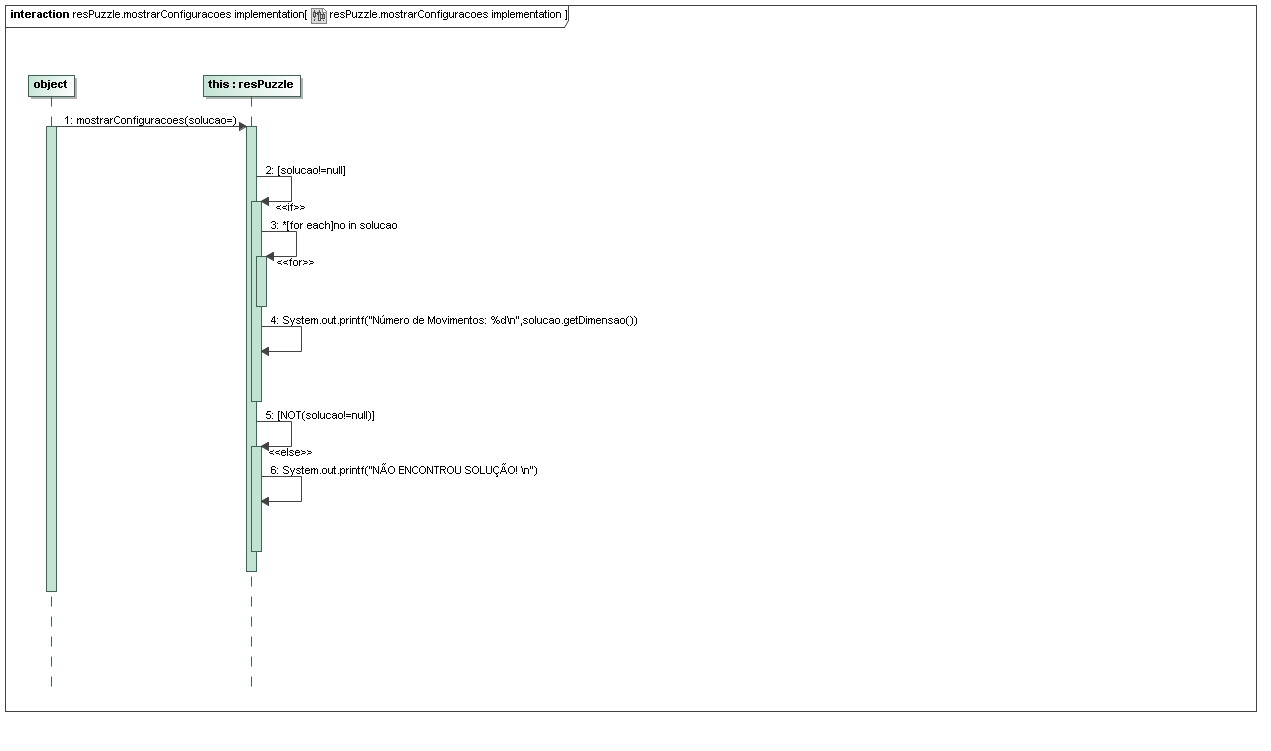 interaction resPuzzle.mostrarConfiguracoes implementation[ resPuzzle.mostrarConfiguracoes implementation ]
object
this : resPuzzle
1: mostrarConfiguracoes(solucao=)
2: [solucao!=null]
<<if>>
3: *[for each]no in solucao
<<for>>
4: System.out.printf("Número de Movimentos: %d\n",solucao.getDimensao())
5: [NOT(solucao!=null)]
<<else>>
6: System.out.printf("NÃO ENCONTROU SOLUÇÃO! \n")